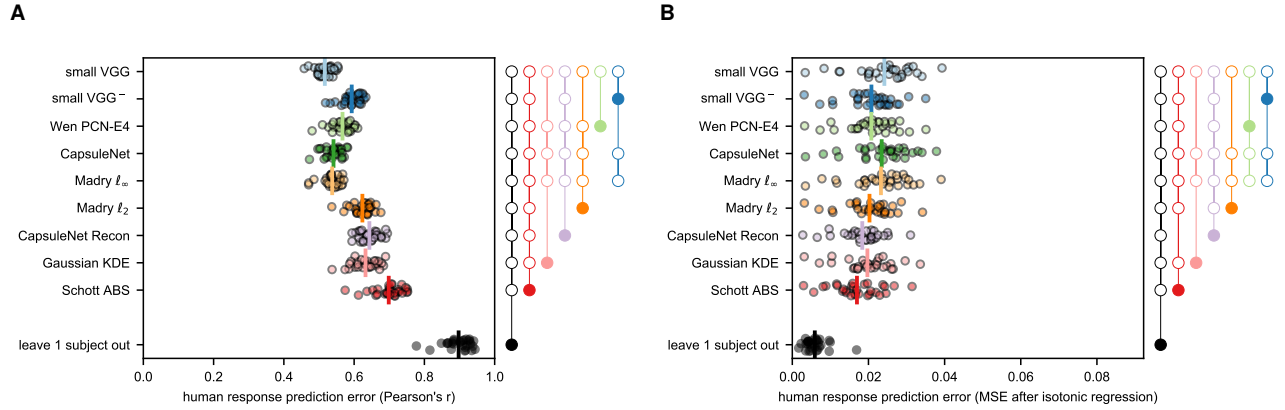 A
small VGG
small VGG⁻
Wen PCN-E4
CapsuleNet
Madry ℓ∞
Madry ℓ2
CapsuleNet Recon
Gaussian KDE
Schott ABS
leave 1 subject out
0.0 0.2 0.4 0.6 0.8 1.0
human response prediction error (Pearson's r)
B
small VGG
small VGG⁻
Wen PCN-E4
CapsuleNet
Madry ℓ∞
Madry ℓ2
CapsuleNet Recon
Gaussian KDE
Schott ABS
leave 1 subject out
0.00 0.02 0.04 0.06 0.08
human response prediction error (MSE after isotonic regression)